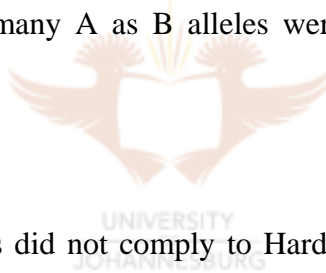 many A as B alleles wer
UNIVERSITY
s did not comply to Hard
JOHANNESBURG